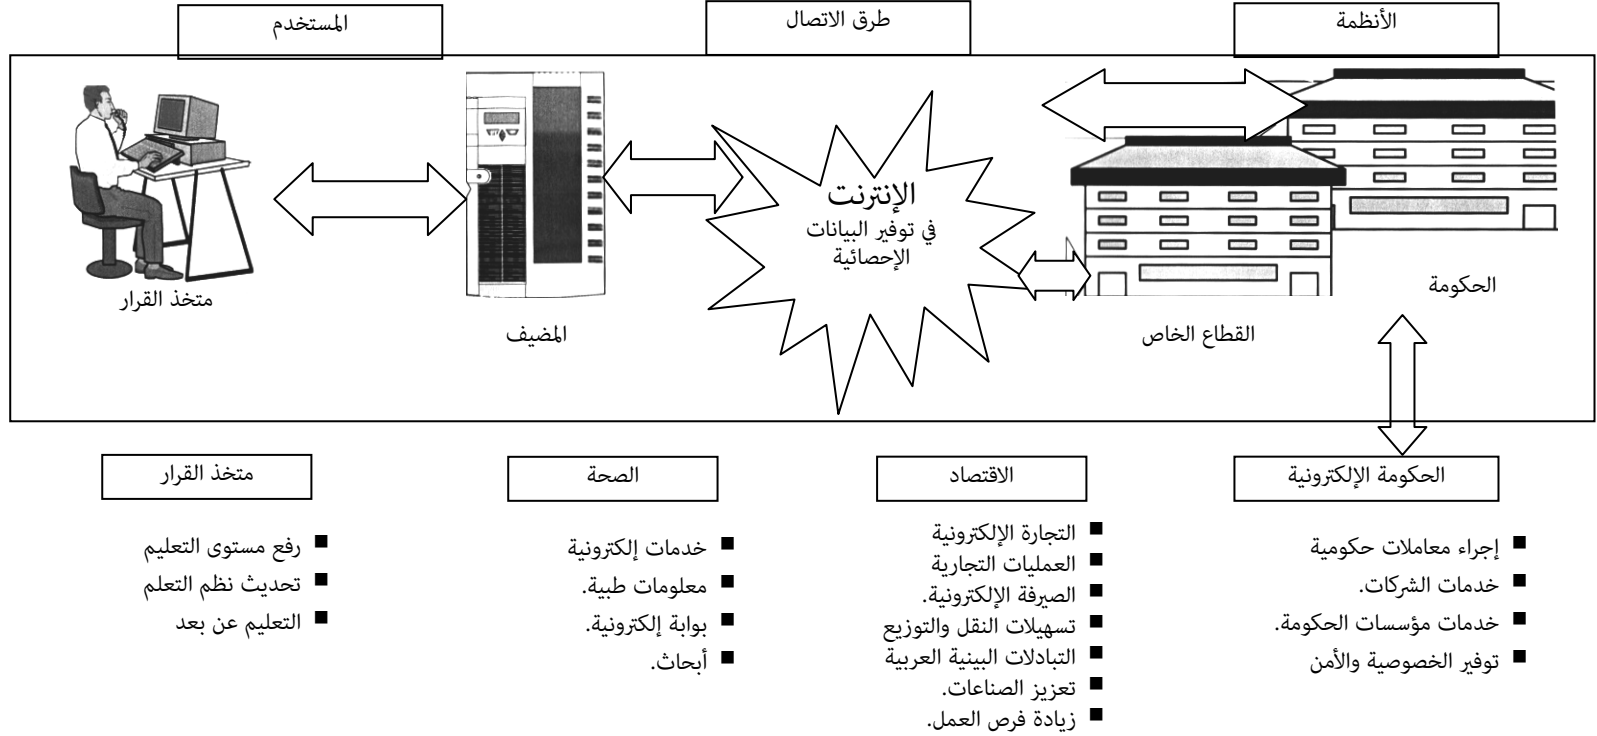 الأنظمة
طرق الاتصال
المستخدم
الإنترنت
في توفير البيانات
الإحصائية
الحكومة
القطاع الخاص
المضيف
متخذ القرار
الحكومة الإلكترونية
إجراء معاملات حكومية
خدمات الشركات.
خدمات مؤسسات الحكومة.
توفير الخصوصية والأمن
الاقتصاد
التجارة الإلكترونية
العمليات التجارية
الصيرفة الإلكترونية.
تسهيلات النقل والتوزيع
التبادلات البينية العربية
تعزيز الصناعات.
زيادة فرص العمل.
الصحة
خدمات إلكترونية
معلومات طبية.
بوابة إلكترونية.
أبحاث.
متخذ القرار
رفع مستوى التعليم
تحديث نظم التعلم
التعليم عن بعد